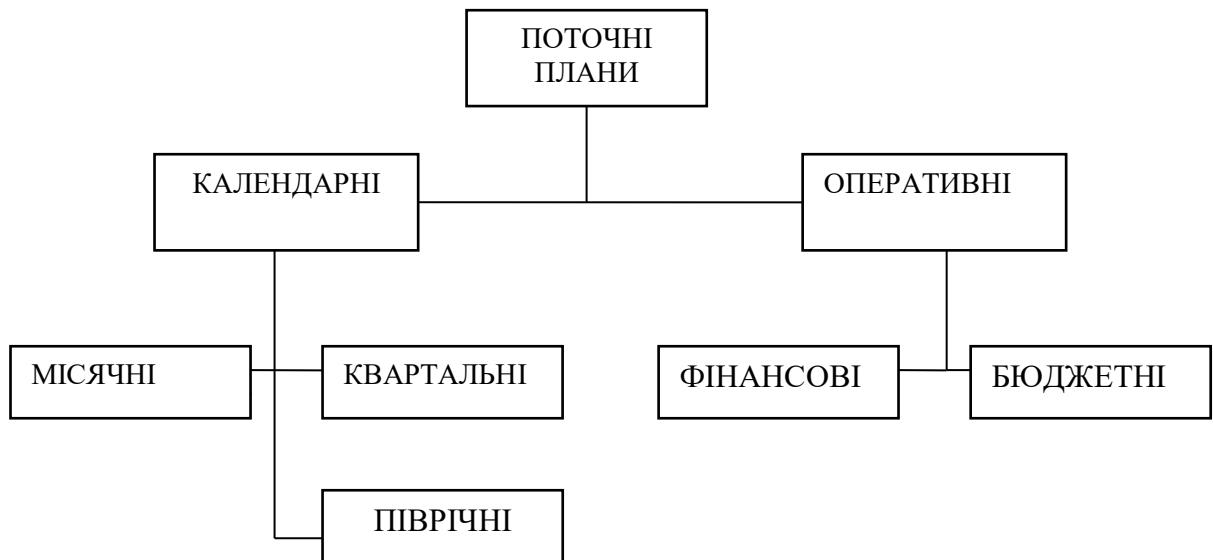 ПОТОЧНІ
ПЛАНИ
КАЛЕНДАРНІ
ОПЕРАТИВНІ
МІСЯЧНІ
КВАРТАЛЬНІ
ФІНАНСОВІ
БЮДЖЕТНІ
ПІВРІЧНІ